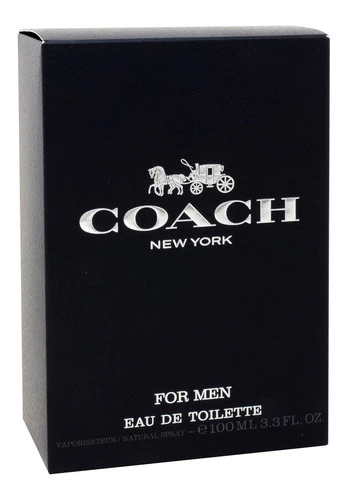 COACH
NEW YORK
FOR MEN
EAU DE TOILETTE
VAPORISATEUR / NATURAL SPRAY - ℮ 100 ML 3.3 FL. OZ